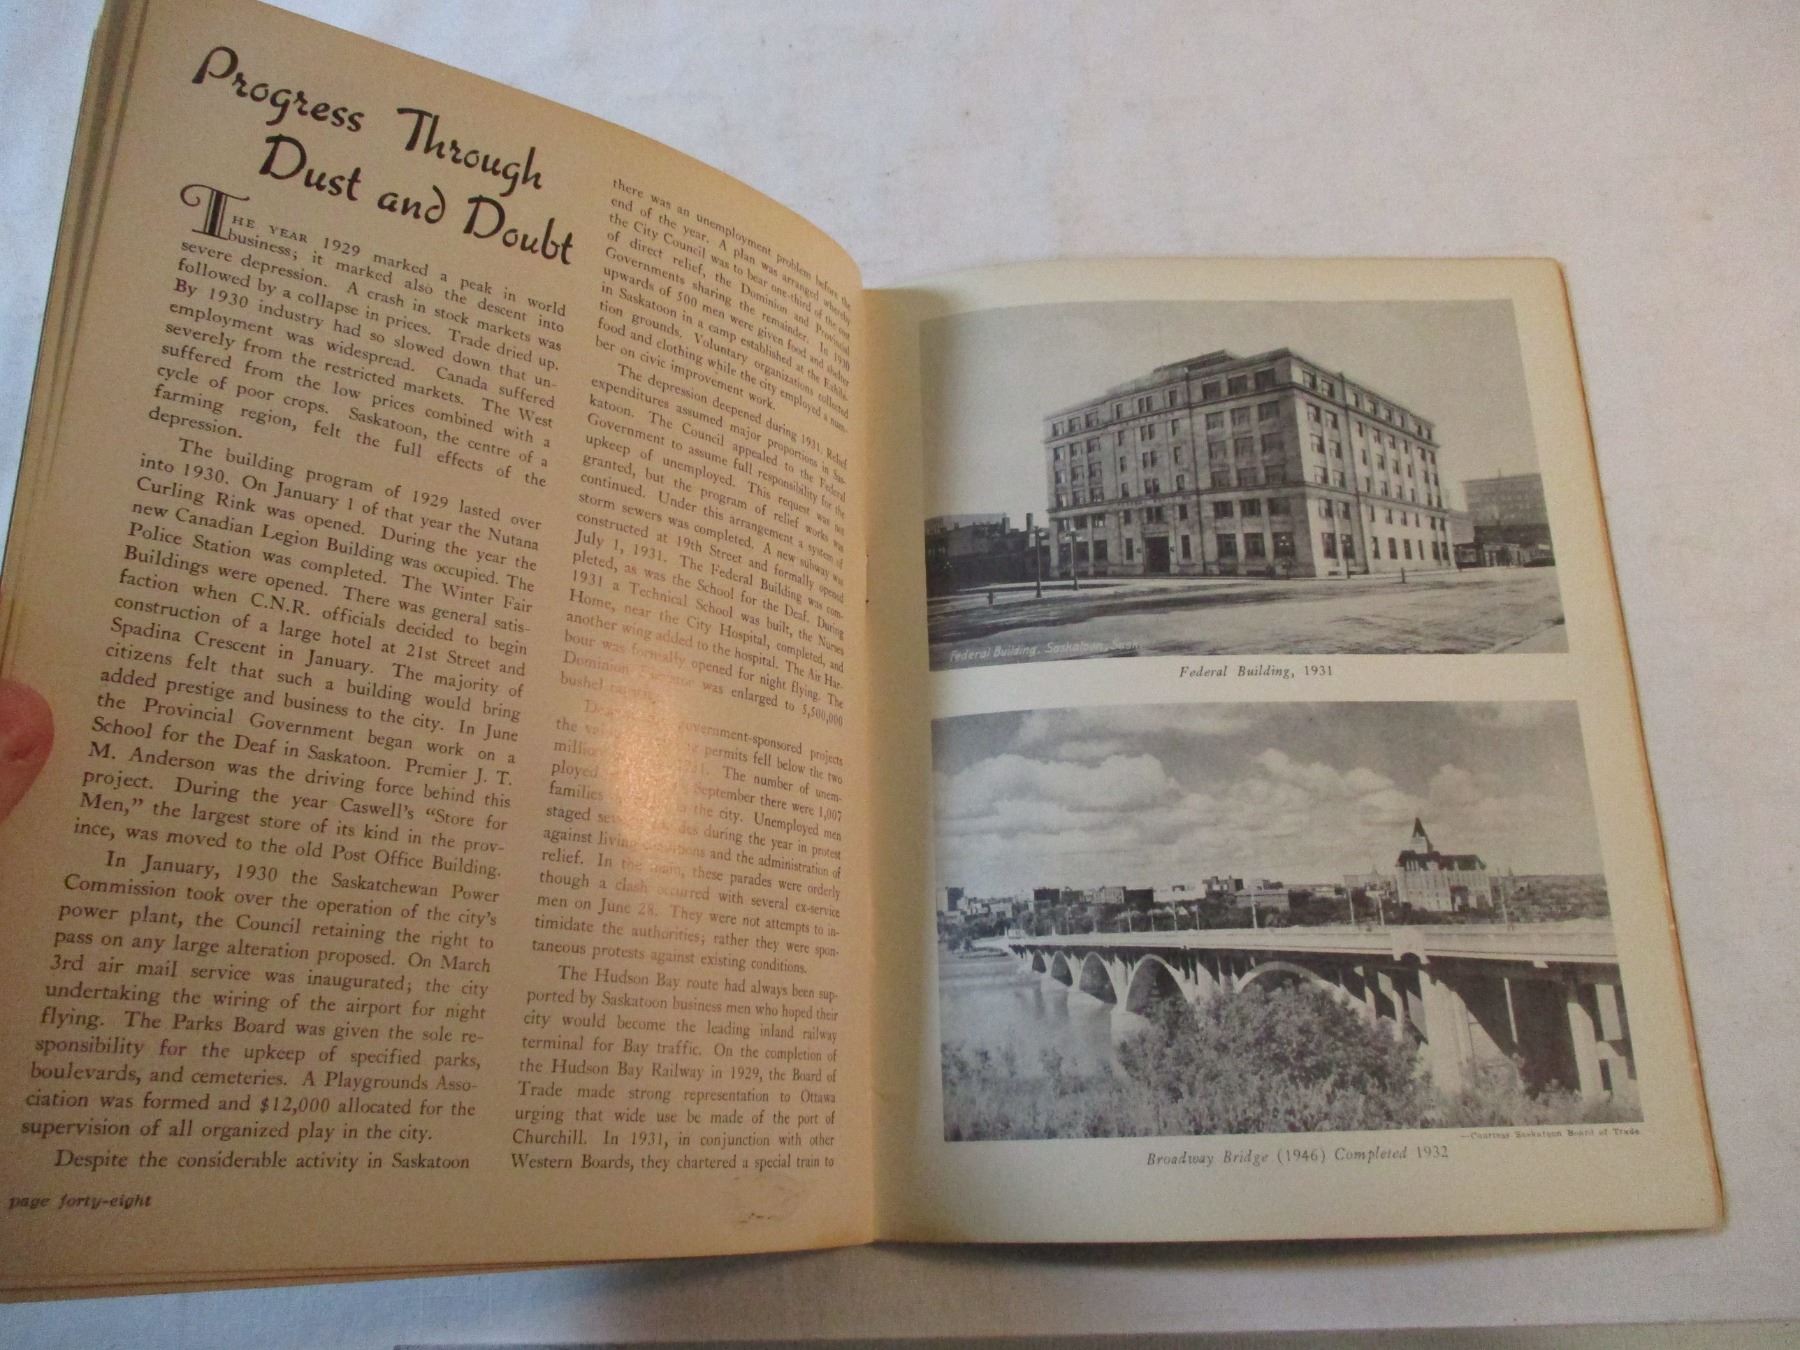 Progress Through
Dust and Doubt
THE YEAR 1929 marked a peak in world
business; it marked also the descent into
severe depression. A crash in stock markets was
followed by a collapse in prices. Trade dried up.
By 1930 industry had so slowed down that un-
employment was widespread. Canada suffered
severely from the restricted markets. The West
suffered from the low prices combined with a
cycle of poor crops. Saskatoon, the centre of a
farming region, felt the full effects of the
depression.
The building program of 1929 lasted over
into 1930. On January 1 of that year the Nutana
Curling Rink was opened. During the year the
new Canadian Legion Building was occupied. The
Police Station was completed. The Winter Fair
Buildings were opened. There was general satis-
faction when C.N.R. officials decided to begin
construction of a large hotel at 21st Street and
Spadina Crescent in January. The majority of
citizens felt that such a building would bring
added prestige and business to the city. In June
the Provincial Government began work on a
School for the Deaf in Saskatoon. Premier J. T.
M. Anderson was the driving force behind this
project. During the year Caswell's "Store for
Men," the largest store of its kind in the prov-
ince, was moved to the old Post Office Building.
In January, 1930 the Saskatchewan Power
Commission took over the operation of the city's
power plant, the Council retaining the right to
pass on any large alteration proposed. On March
3rd air mail service was inaugurated; the city
undertaking the wiring of the airport for night
flying. The Parks Board was given the sole re-
sponsibility for the upkeep of specified parks,
boulevards, and cemeteries. A Playgrounds Asso-
ciation was formed and $12,000 allocated for the
supervision of all organized play in the city.
Despite the considerable activity in Saskatoon
page forty-eight
there was an unemployment problem before the
end of the year. A plan was arranged whereby
the City Council was to bear one-third of the cost
of direct relief, the Dominion and Provincial
Governments sharing the remainder. In 1930
upwards of 500 men were given food and shelter
in Saskatoon in a camp established at the Exhibi-
tion grounds. Voluntary organizations collected
food and clothing while the city employed a num-
ber on civic improvement work.
The depression deepened during 1931. Relief
expenditures assumed major proportions in Sas-
katoon. The Council appealed to the Federal
Government to assume full responsibility for the
upkeep of unemployed. This request was not
granted, but the program of relief works was
continued. Under this arrangement a system of
storm sewers was completed. A new subway was
constructed at 19th Street and formally opened
July 1, 1931. The Federal Building was com-
pleted, as was the School for the Deaf. During
1931 a Technical School was built, the Nurses
Home, near the City Hospital, completed, and
another wing added to the hospital. The Air Har-
bour was formally opened for night flying. The
Dominion Elevator was enlarged to 5,500,000
bushel
government-sponsored projects
the permits fell below the two
million The number of unem-
ployed September there were 1,007
families the city. Unemployed men
staged during the year in protest
against living and the administration of
relief. In the main, these parades were orderly
though a clash occurred with several ex-service
men on June 28. They were not attempts to in-
timidate the authorities; rather they were spon-
taneous protests against existing conditions.
The Hudson Bay route had always been sup-
ported by Saskatoon business men who hoped their
city would become the leading inland railway
terminal for Bay traffic. On the completion of
the Hudson Bay Railway in 1929, the Board of
Trade made strong representation to Ottawa
urging that wide use be made of the port of
Churchill. In 1931, in conjunction with other
Western Boards, they chartered a special train to
Federal Building, Saskatoon, Sask
Federal Building, 1931
—Courtesy Saskatoon Board of Trade.
Broadway Bridge (1946) Completed 1932